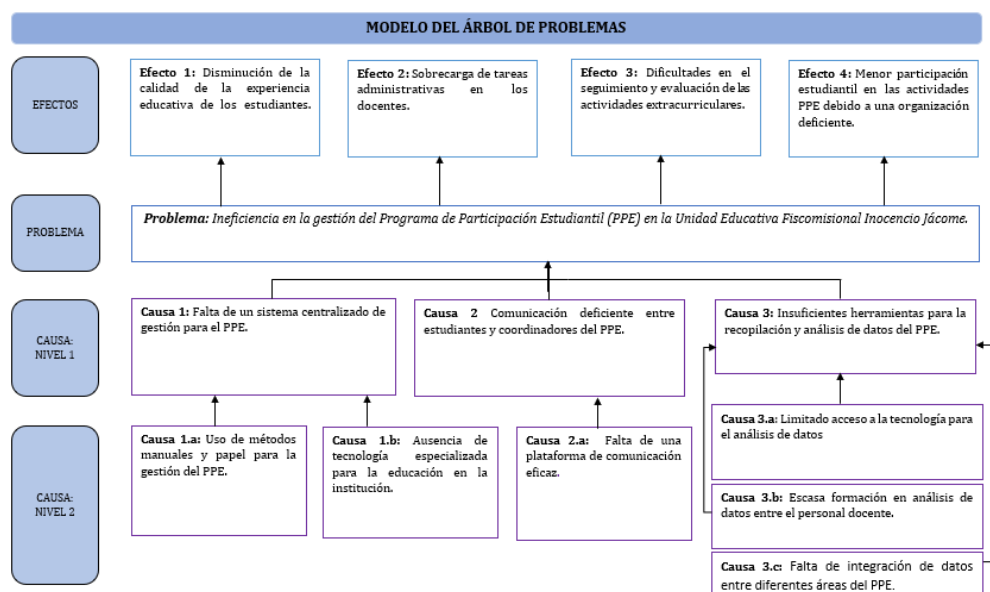 MODELO DEL ÁRBOL DE PROBLEMAS
EFECTOS
Efecto 1: Disminución de la
calidad de la experiencia
educativa de los estudiantes.
Efecto 2: Sobrecarga de tareas
administrativas en los
docentes.
Efecto 3: Dificultades en el
seguimiento y evaluación de las
actividades extracurriculares.
Efecto 4: Menor participación
estudiantil en las actividades
PPE debido a una organización
deficiente.
PROBLEMA
Problema: Ineficiencia en la gestión del Programa de Participación Estudiantil (PPE) en la Unidad Educativa Fiscomisional Inocencio Jácome.
CAUSA:
NIVEL 1
Causa 1: Falta de un sistema centralizado de
gestión para el PPE.
Causa 2 Comunicación deficiente entre
estudiantes y coordinadores del PPE.
Causa 3: Insuficientes herramientas para la
recopilación y análisis de datos del PPE.
CAUSA:
NIVEL 2
Causa 1.a: Uso de métodos
manuales y papel para la
gestión del PPE.
Causa 1.b: Ausencia de
tecnología especializada
para la educación en la
institución.
Causa 2.a: Falta de una
plataforma de comunicación
eficaz.
Causa 3.a: Limitado acceso a la tecnología para
el análisis de datos
Causa 3.b: Escasa formación en análisis de
datos entre el personal docente.
Causa 3.c: Falta de integración de datos
entre diferentes áreas del PPE.